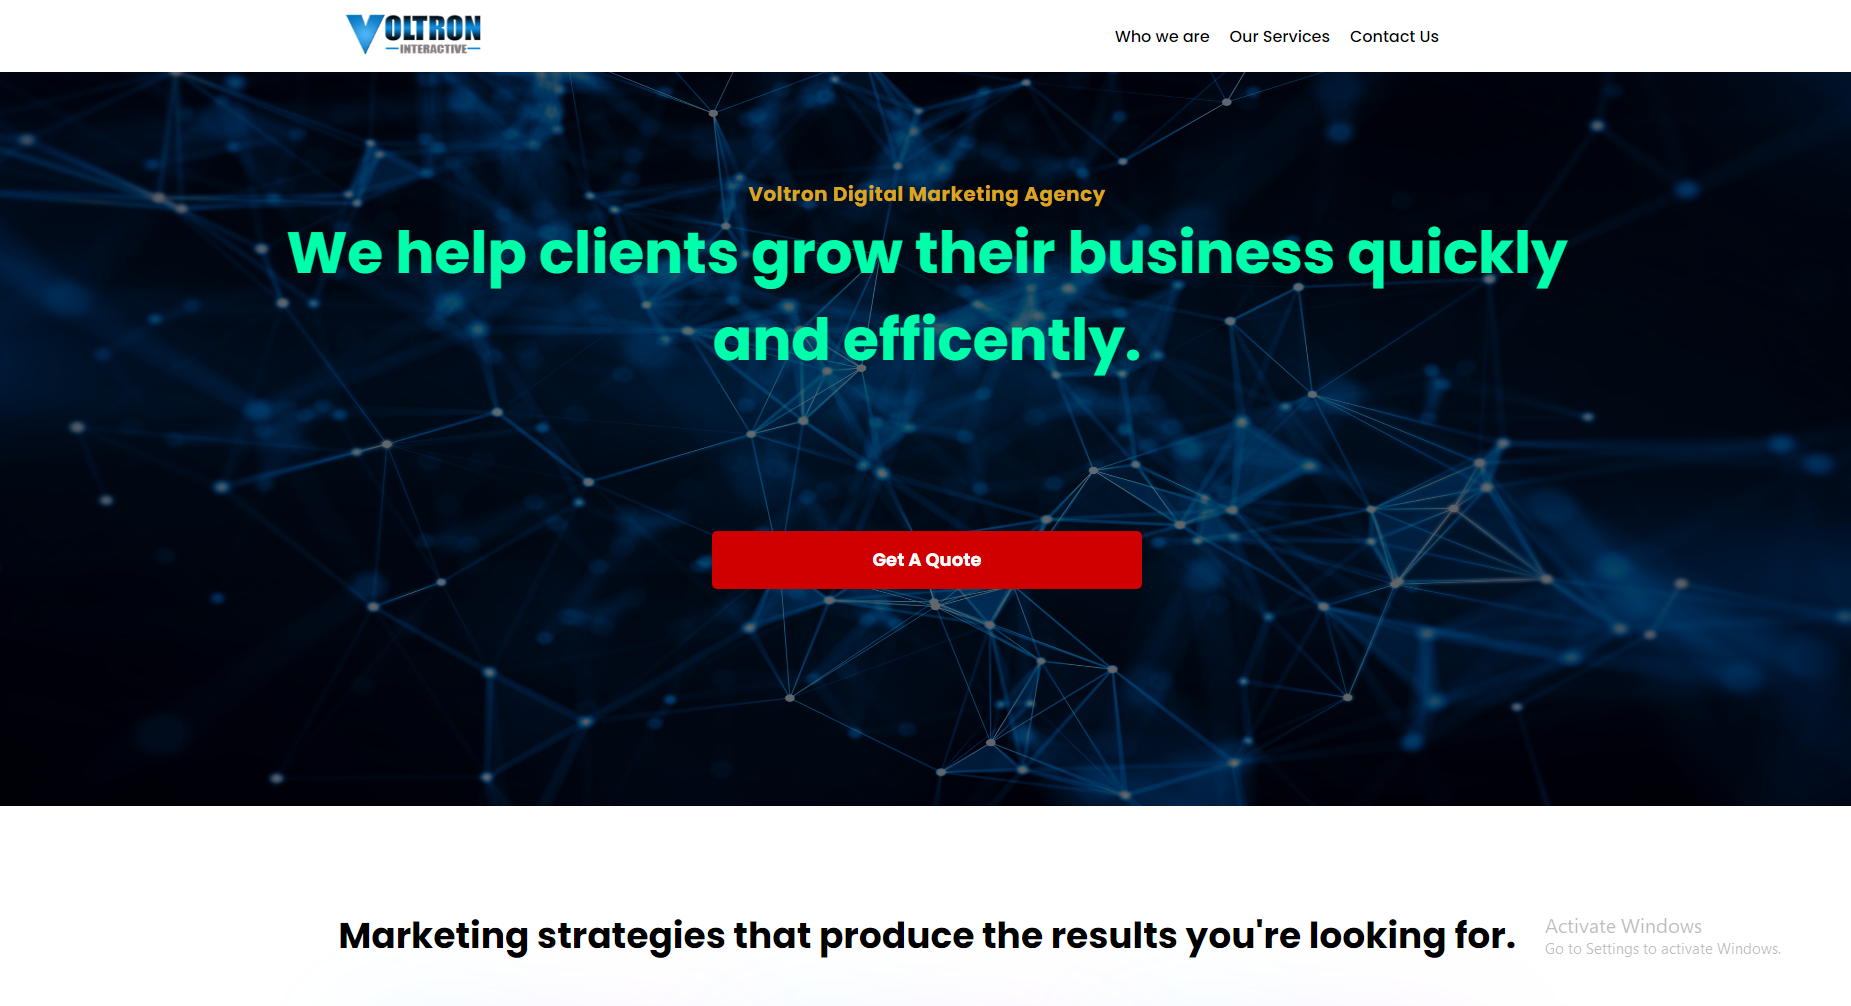 VOLTRON
INTERACTIVE
Who we are Our Services Contact Us
Voltron Digital Marketing Agency
We help clients grow their business quickly
and efficently.
Get A Quote
Marketing strategies that produce the results you're looking for.
Activate Windows
Go to Settings to activate Windows.